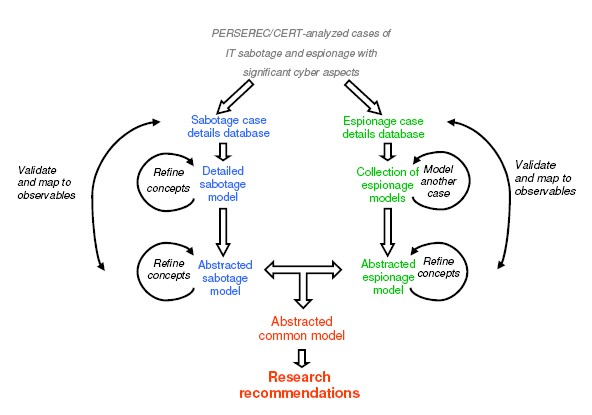 PERSEREC/CERT-analyzed cases of
IT sabotage and espionage with
significant cyber aspects
Sabotage case
details database
Espionage case
details database
Validate
and map to
observables
Refine
concepts
Detailed
sabotage
model
Collection of
espionage
models
Model
another
case
Validate
and map to
observables
Refine
concepts
Abstracted
sabotage
model
Abstracted
espionage
model
Refine
concepts
Abstracted
common model
Research
recommendations